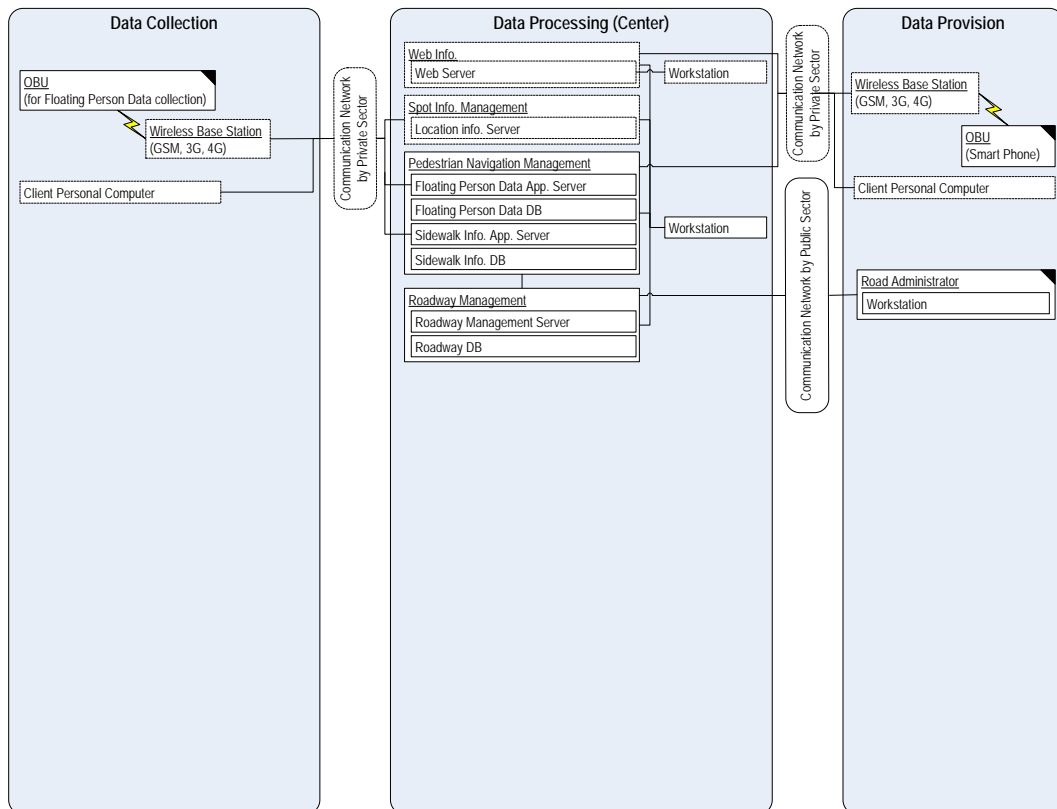 Data Collection
OBU
(for Floating Person Data collection)
Wireless Base Station
(GSM, 3G, 4G)
Client Personal Computer
Communication Network
by Private Sector
Data Processing (Center)
Web Info.
Web Server
Workstation
Spot Info. Management
Location info. Server
Pedestrian Navigation Management
Floating Person Data App. Server
Floating Person Data DB
Workstation
Sidewalk Info. App. Server
Sidewalk Info. DB
Roadway Management
Roadway Management Server
Roadway DB
Communication Network
by Private Sector
Communication Network by Public Sector
Data Provision
Wireless Base Station
(GSM, 3G, 4G)
OBU
(Smart Phone)
Client Personal Computer
Road Administrator
Workstation